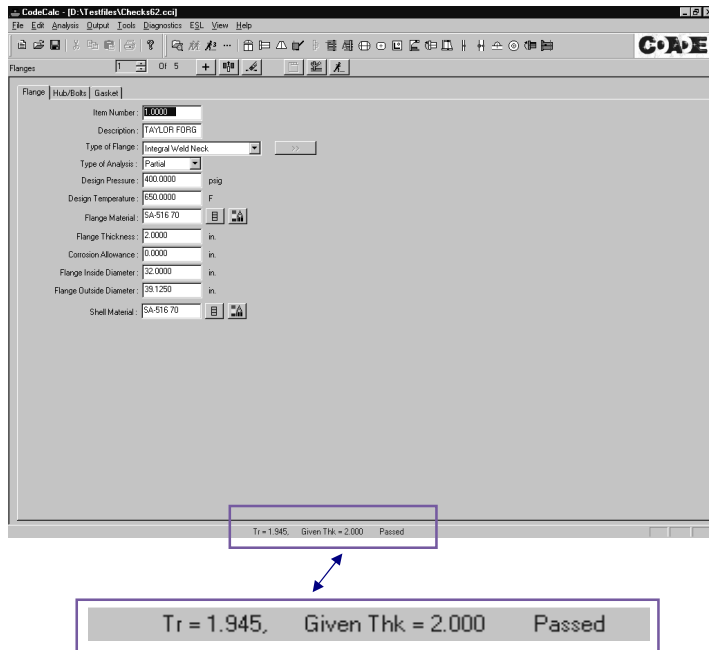 CodeCalc - [D:\Testfiles\Checks62.cci]
File Edit Analysis Output Tools Diagnostics ESL View Help
CODE
Flanges 1 Of 5
Flange Hub/Bolts Gasket
Item Number : 1.0000
Description : TAYLOR FORG
Type of Flange : Integral Weld Neck >>
Type of Analysis : Partial
Design Pressure : 400.0000 psig
Design Temperature : 650.0000 F
Flange Material : SA-516 70
Flange Thickness : 2.0000 in.
Corrosion Allowance : 0.0000 in.
Flange Inside Diameter : 32.0000 in.
Flange Outside Diameter : 39.1250 in.
Shell Material : SA-516 70
Tr = 1.945, Given Thk = 2.000 Passed
Tr = 1.945, Given Thk = 2.000 Passed